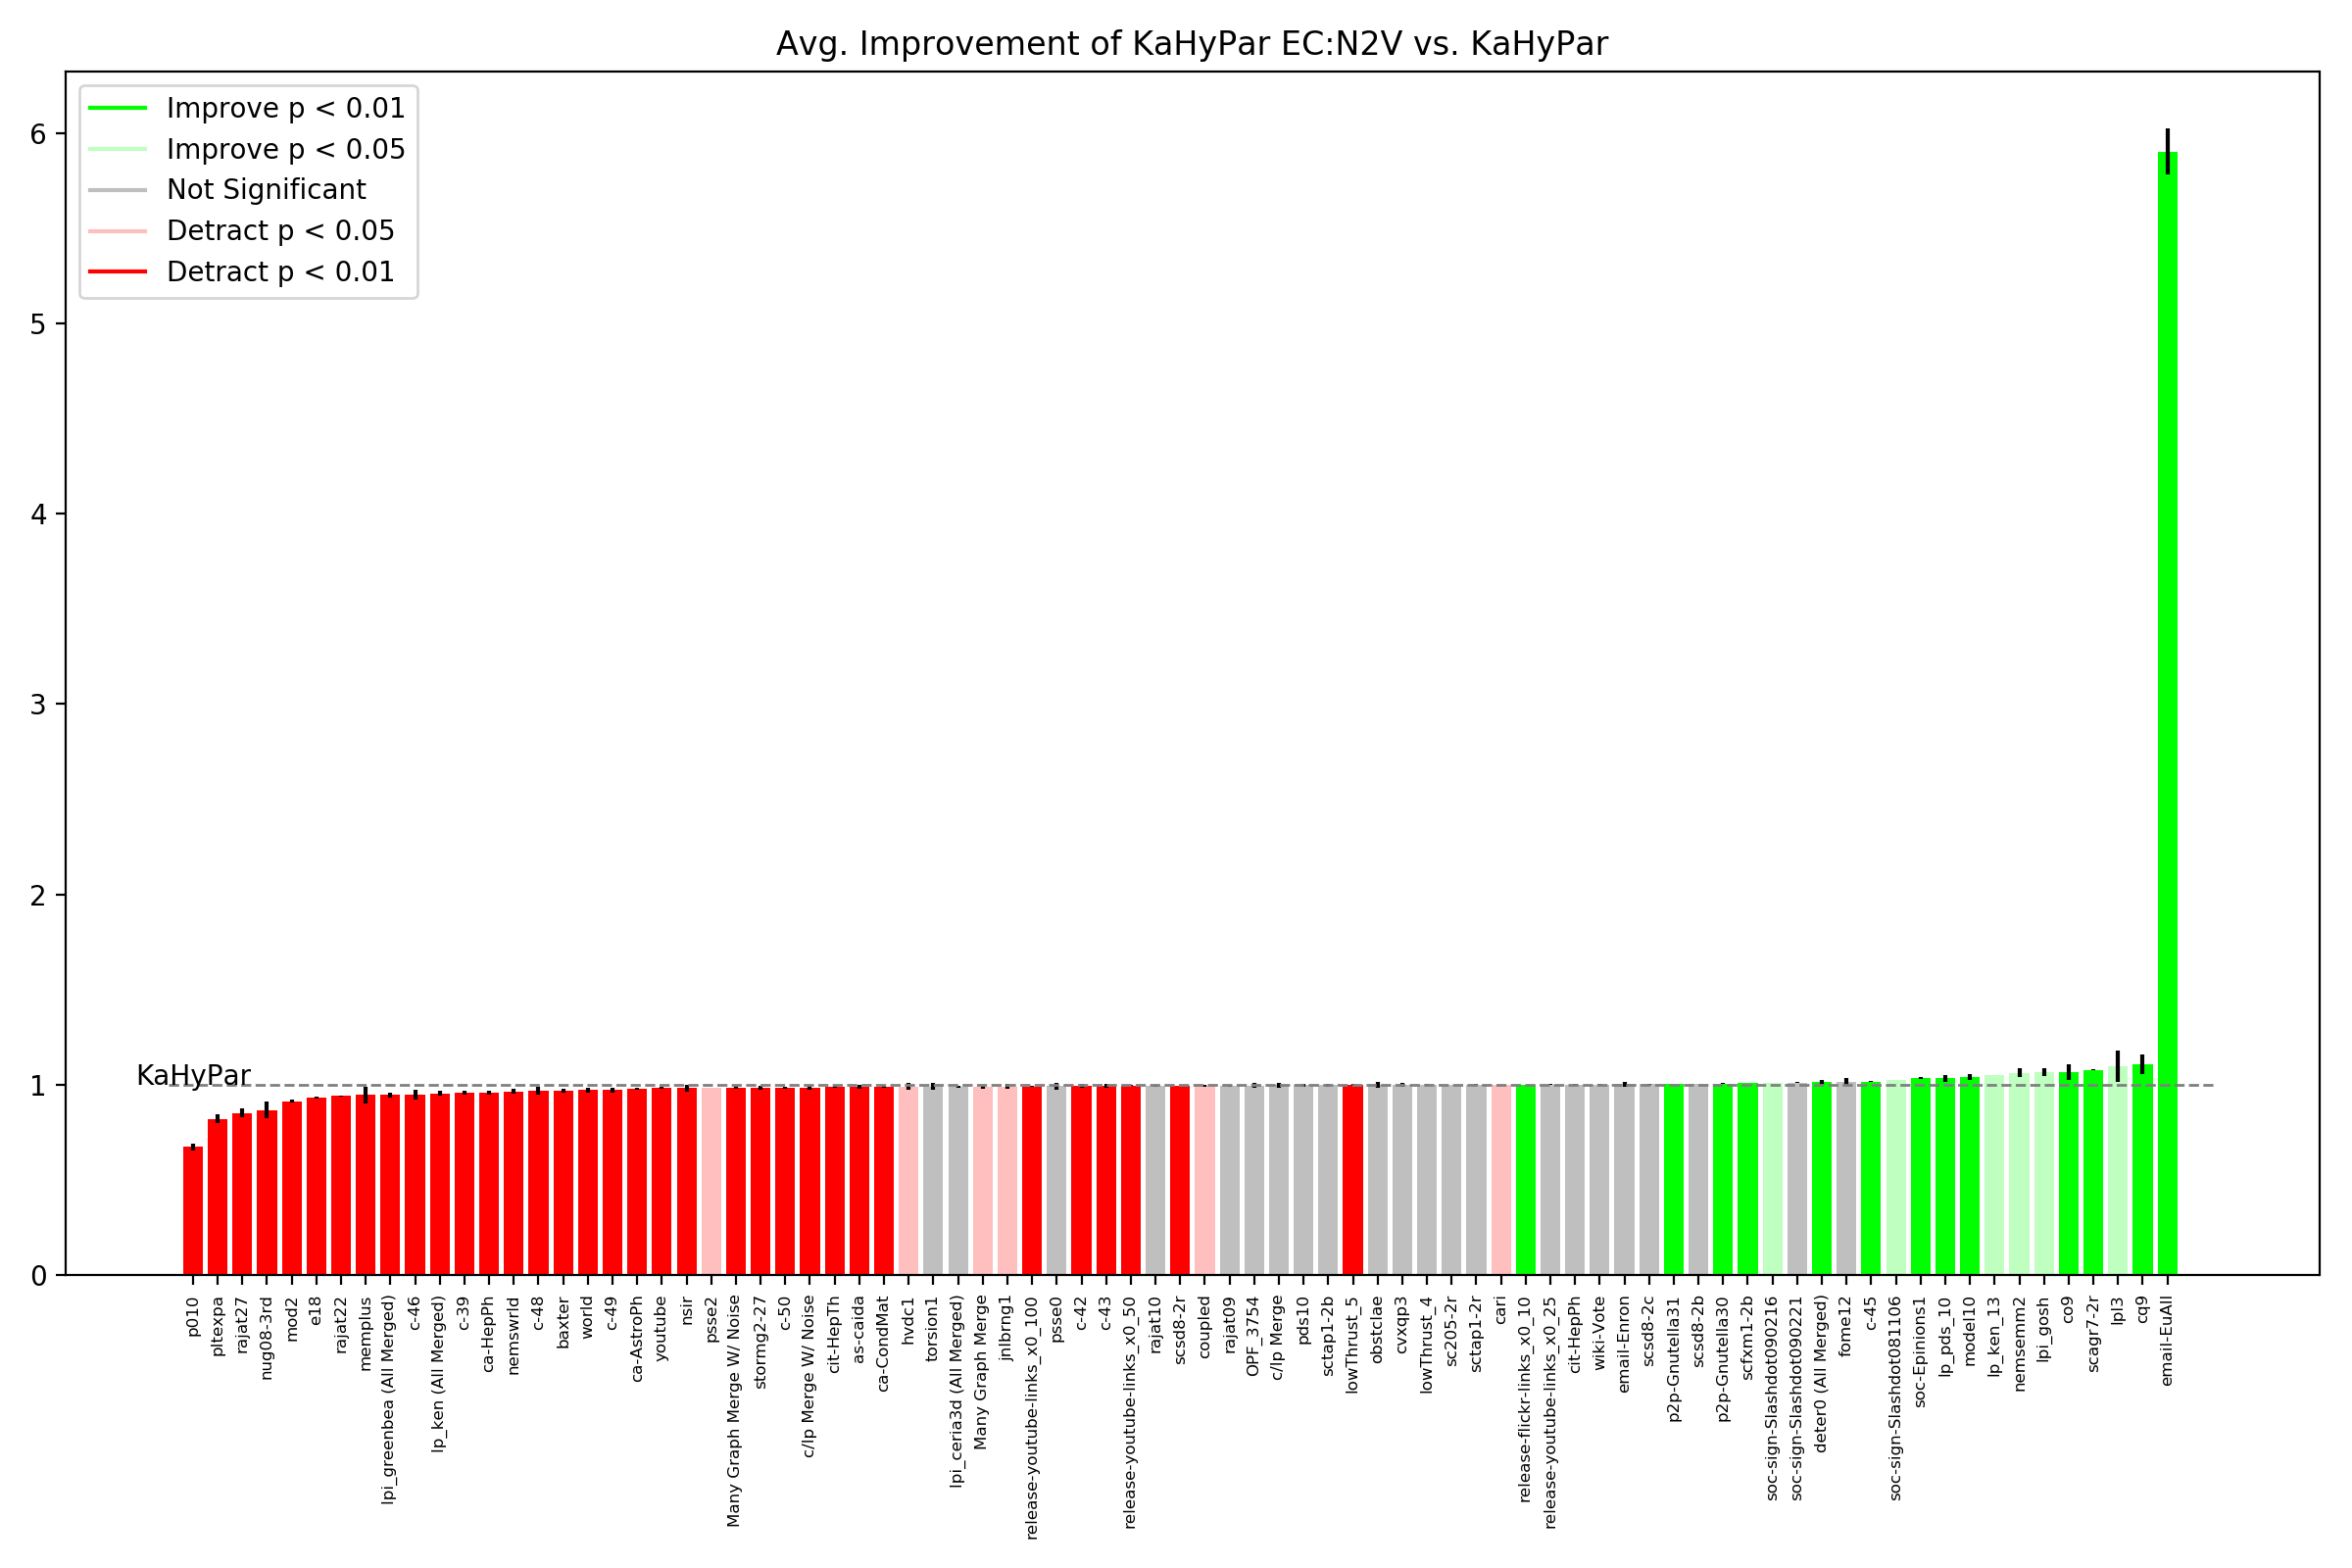 Avg. Improvement of KaHyPar EC:N2V vs. KaHyPar
Improve p < 0.01
Improve p < 0.05
Not Significant
Detract p < 0.05
Detract p < 0.01
6
5
4
3
2
1
0
KaHyPar
p010
pltexpa
rajat27
nug08-3rd
mod2
e18
rajat22
memplus
lpi_greenbea (All Merged)
c-46
lp_ken (All Merged)
c-39
ca-HepPh
nemswrld
c-48
baxter
world
c-49
ca-AstroPh
youtube
nsir
psse2
Many Graph Merge W/ Noise
stormg2-27
c-50
c/lp Merge W/ Noise
cit-HepTh
as-caida
ca-CondMat
hvdc1
torsion1
lpi_ceria3d (All Merged)
Many Graph Merge
jnlbrng1
release-youtube-links_x0_100
psse0
c-42
c-43
release-youtube-links_x0_50
rajat10
scsd8-2r
coupled
rajat09
OPF_3754
c/lp Merge
pds10
sctap1-2b
lowThrust_5
obstclae
cvxqp3
lowThrust_4
sc205-2r
sctap1-2r
cari
release-flickr-links_x0_10
release-youtube-links_x0_25
cit-HepPh
wiki-Vote
email-Enron
scsd8-2c
p2p-Gnutella31
scsd8-2b
p2p-Gnutella30
scfxm1-2b
soc-sign-Slashdot090216
soc-sign-Slashdot090221
deter0 (All Merged)
fome12
c-45
soc-sign-Slashdot081106
soc-Epinions1
lp_pds_10
model10
lp_ken_13
nemsemm2
lpi_gosh
co9
scagr7-2r
lpl3
cq9
email-EuAll